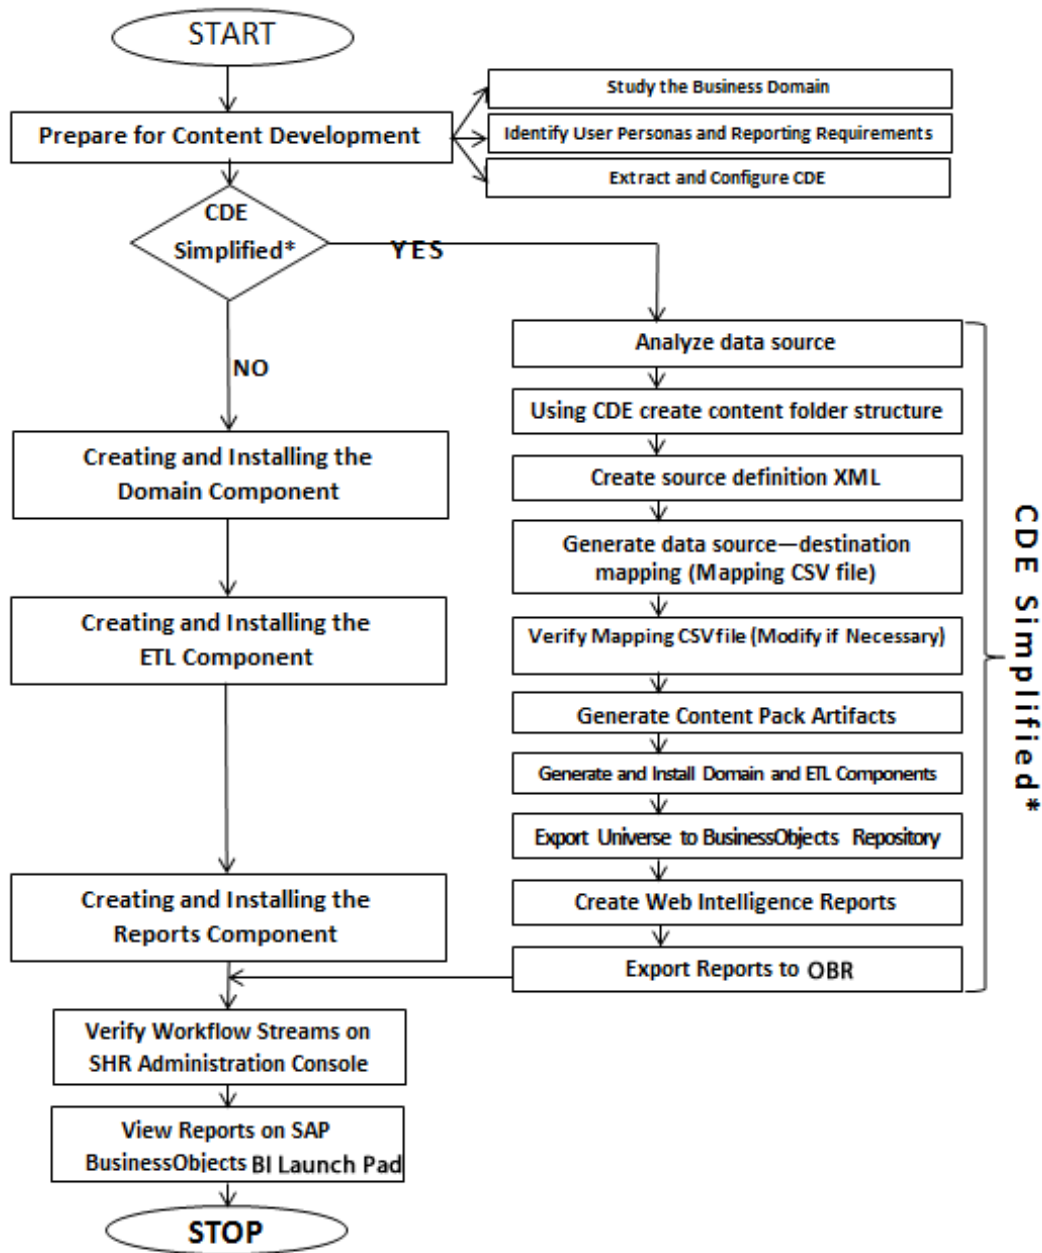 START
Prepare for Content Development
Study the Business Domain
Identify User Personas and Reporting Requirements
Extract and Configure CDE
CDE
Simplified*
YES
NO
Analyze data source
Using CDE create content folder structure
Create source definition XML
Generate data source—destination
mapping (Mapping CSV file)
Verify Mapping CSV file (Modify if Necessary)
Generate Content Pack Artifacts
Generate and Install Domain and ETL Components
Export Universe to BusinessObjects Repository
Create Web Intelligence Reports
Export Reports to OBR
CDE Simplified*
Creating and Installing the
Domain Component
Creating and Installing the
ETL Component
Creating and Installing the
Reports Component
Verify Workflow Streams on
SHR Administration Console
View Reports on SAP
BusinessObjects BI Launch Pad
STOP